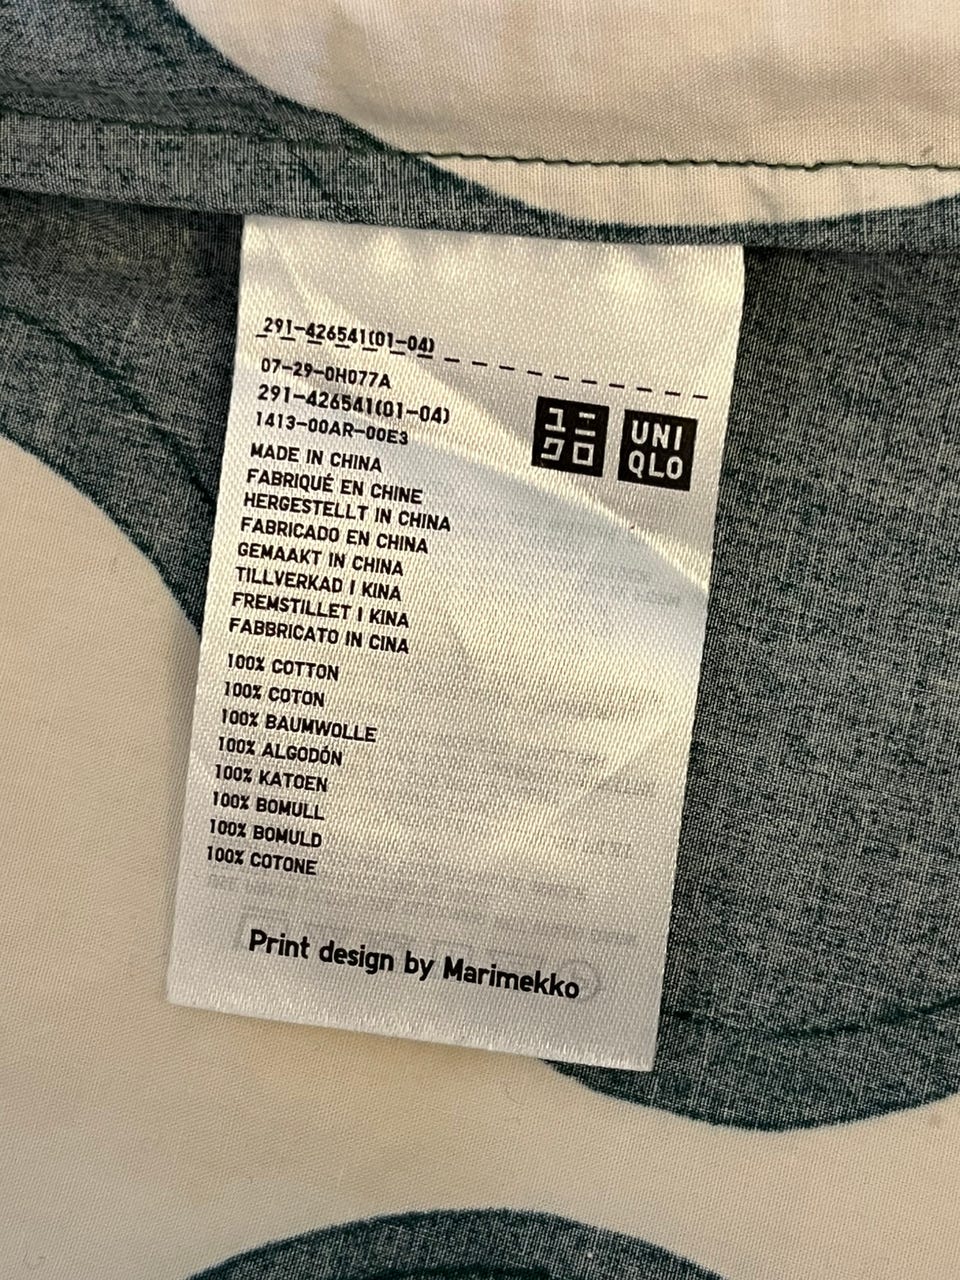 291-426541(01-04)
07-29-0H077A
291-426541(01-04)
1413-00AR-00E3
ユニ
クロ
UNI
QLO
MADE IN CHINA
FABRIQUÉ EN CHINE
HERGESTELLT IN CHINA
FABRICADO EN CHINA
GEMAAKT IN CHINA
TILLVERKAD I KINA
FREMSTILLET I KINA
FABBRICATO IN CINA
100% COTTON
100% COTON
100% BAUMWOLLE
100% ALGODÓN
100% KATOEN
100% BOMULL
100% BOMULD
100% COTONE
Print design by Marimekko